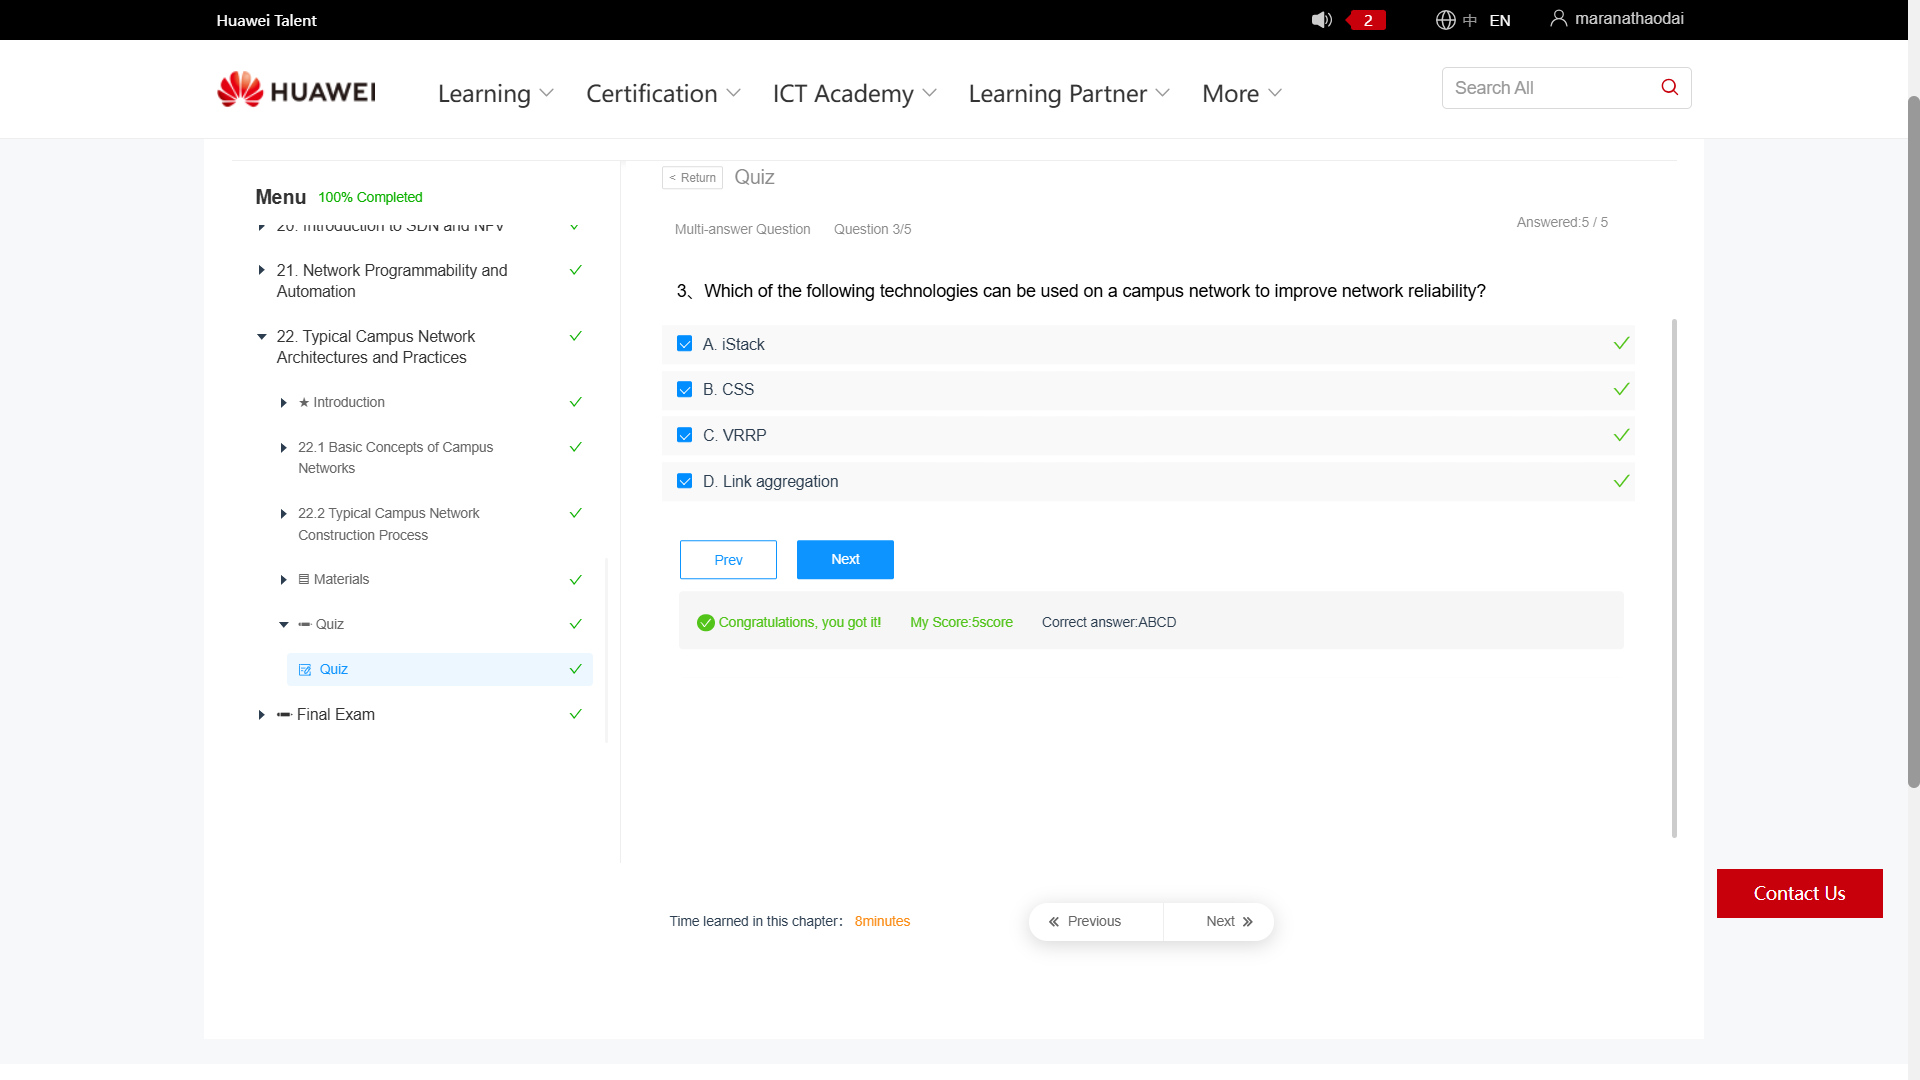 Huawei Talent
2
中 EN
maranathaodai
HUAWEI
Learning
Certification
ICT Academy
Learning Partner
More
Search All
Menu 100% Completed
20. Introduction to SDN and NFV
21. Network Programmability and
Automation
22. Typical Campus Network
Architectures and Practices
★ Introduction
22.1 Basic Concepts of Campus
Networks
22.2 Typical Campus Network
Construction Process
Materials
Quiz
Quiz
Final Exam
< Return Quiz
Multi-answer Question Question 3/5
Answered:5 / 5
3、Which of the following technologies can be used on a campus network to improve network reliability?
A. iStack
B. CSS
C. VRRP
D. Link aggregation
Prev Next
Congratulations, you got it! My Score:5score Correct answer:ABCD
Time learned in this chapter： 8minutes
« Previous Next »
Contact Us